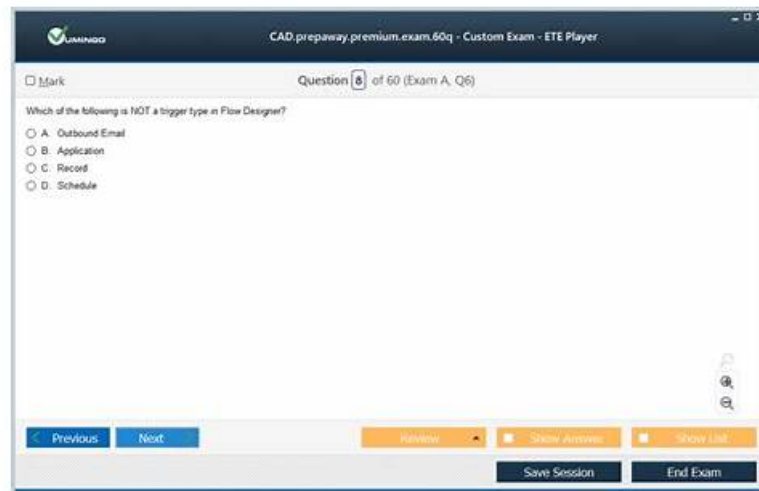 VUMINGO
CAD.prepaway.premium.exam.60q - Custom Exam - ETE Player
Mark
Question 8 of 60 (Exam A, Q6)
Which of the following is NOT a trigger type in Flow Designer?
A. Outbound Email
B. Application
C. Record
D. Schedule
Previous
Next
Review
Show Answer
Show List
Save Session
End Exam